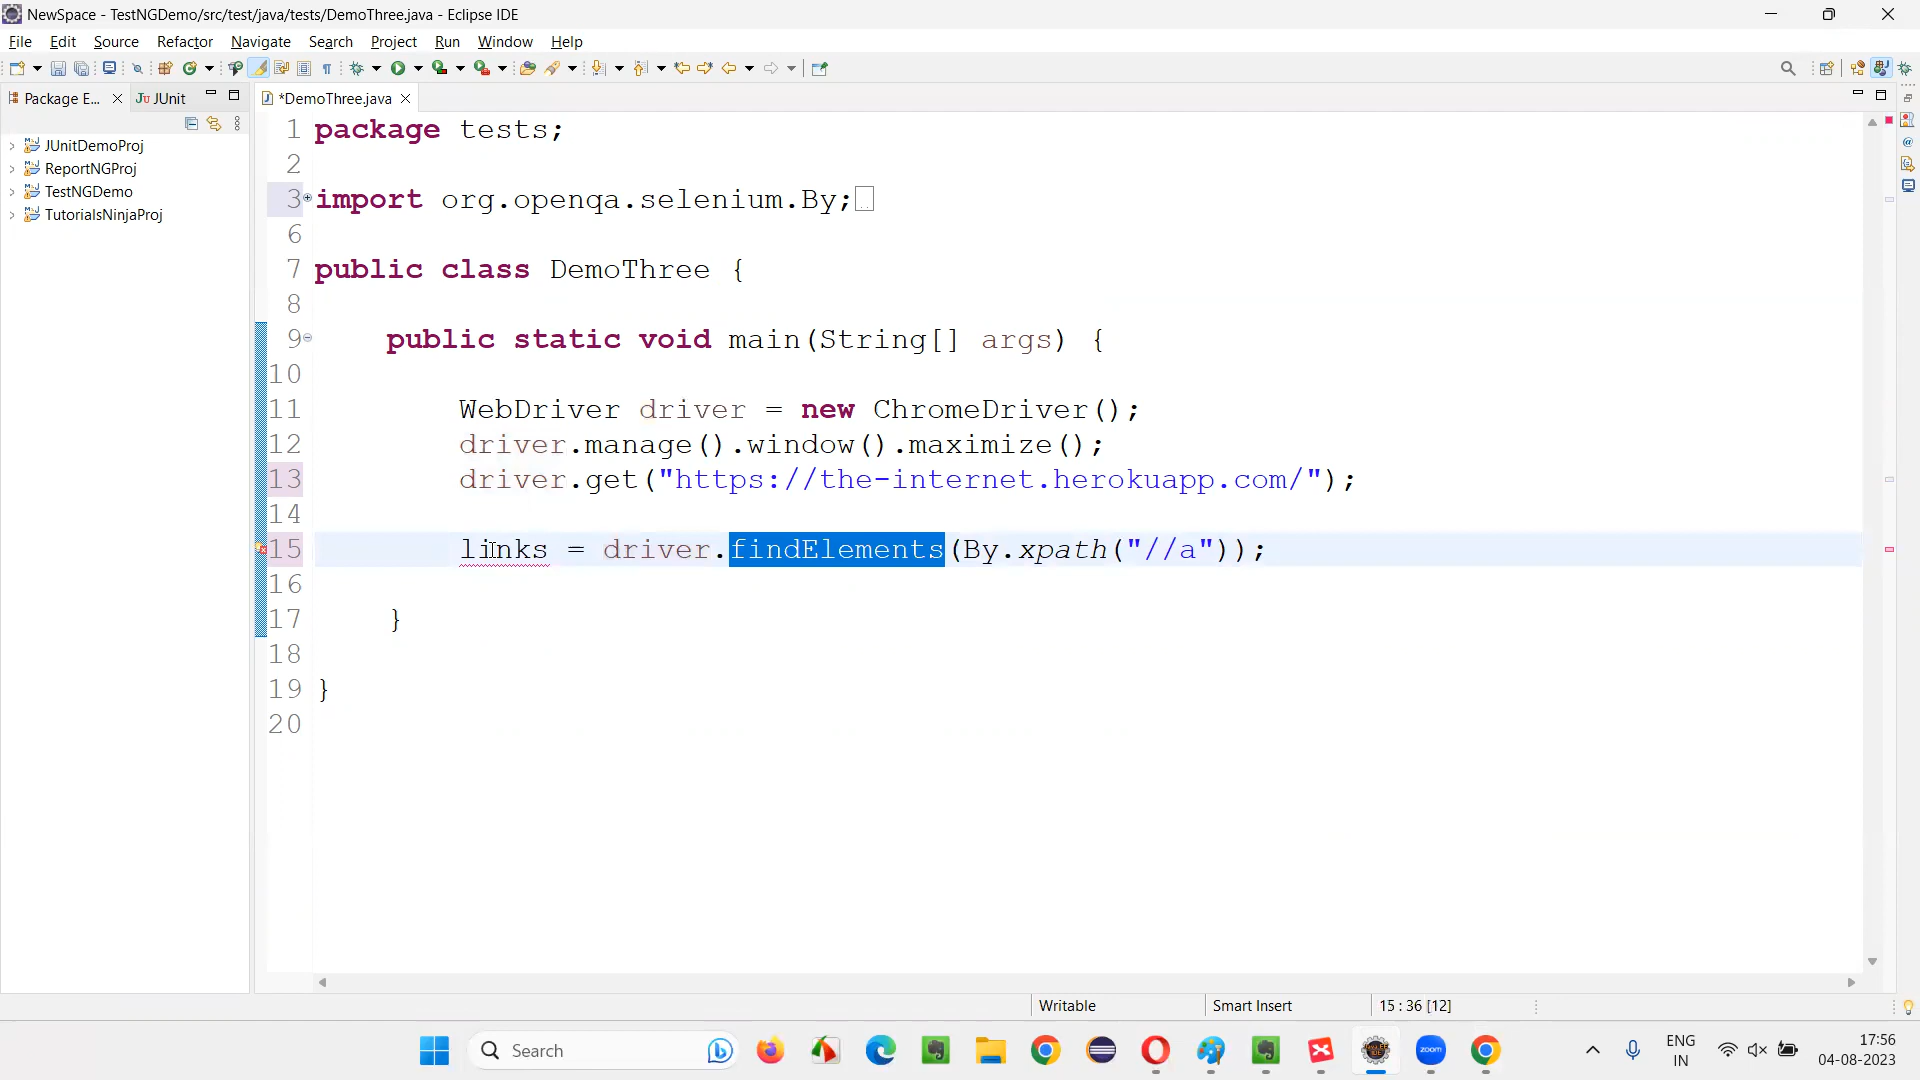 NewSpace - TestNGDemo/src/test/java/tests/DemoThree.java - Eclipse IDE
File Edit Source Refactor Navigate Search Project Run Window Help
Package E... JUnit *DemoThree.java
JUnitDemoProj
ReportNGProj
TestNGDemo
TutorialsNinjaProj
1 package tests;
2
3 import org.openqa.selenium.By;
6
7 public class DemoThree {
8
9 public static void main(String[] args) {
10
11 WebDriver driver = new ChromeDriver();
12 driver.manage().window().maximize();
13 driver.get("https://the-internet.herokuapp.com/");
14
15 links = driver.findElements(By.xpath("//a"));
16
17 }
18
19 }
20
Writable Smart Insert 15 : 36 [12]
Search zoom ENG 17:56
IN 04-08-2023